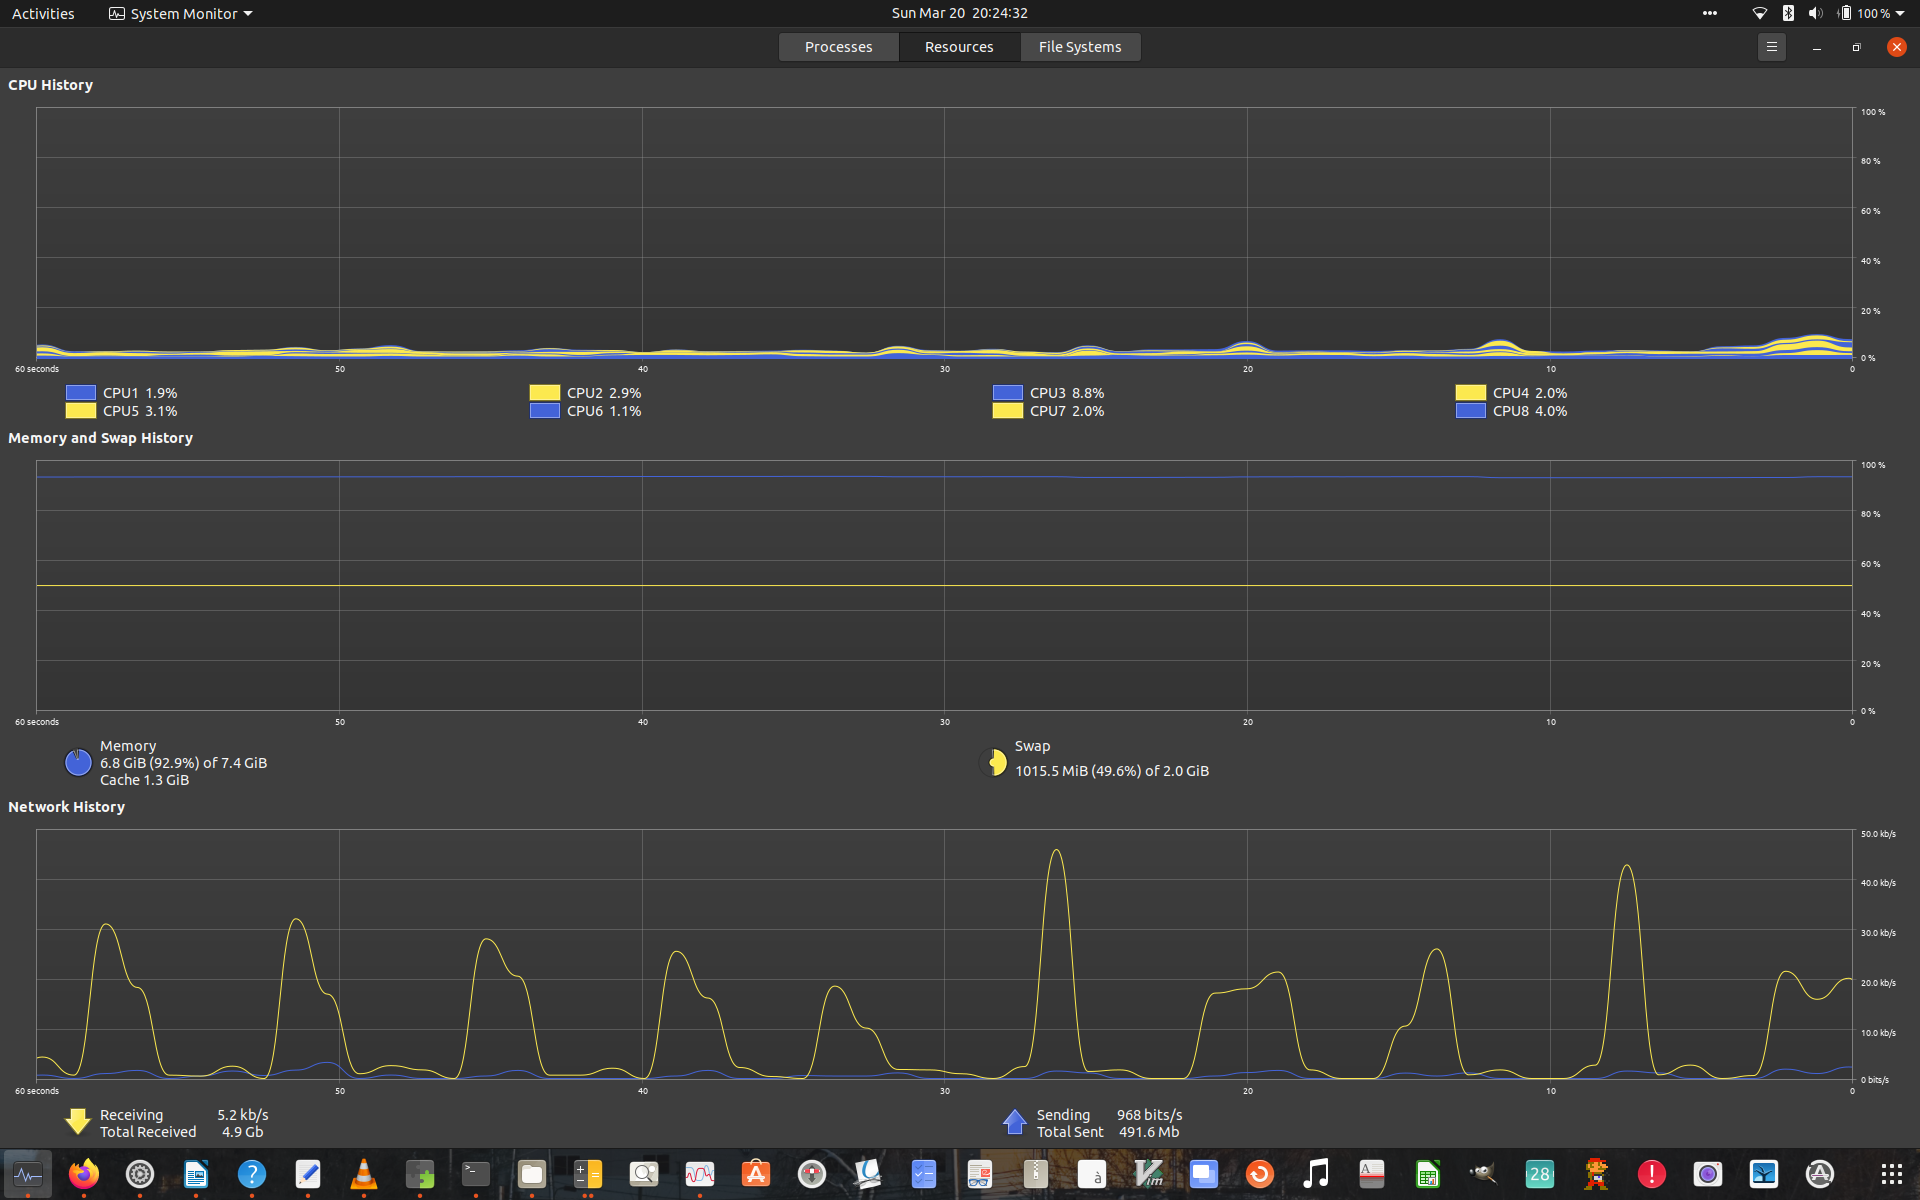 Activities
System Monitor
Sun Mar 20 20:24:32
100 %
Processes
Resources
File Systems
CPU History
100 %
80 %
60 %
40 %
20 %
0 %
60 seconds 50 40 30 20 10 0
CPU1 1.9% CPU2 2.9% CPU3 8.8% CPU4 2.0%
CPU5 3.1% CPU6 1.1% CPU7 2.0% CPU8 4.0%
Memory and Swap History
100 %
80 %
60 %
40 %
20 %
0 %
60 seconds 50 40 30 20 10 0
Memory
6.8 GiB (92.9%) of 7.4 GiB
Cache 1.3 GiB
Swap
1015.5 MiB (49.6%) of 2.0 GiB
Network History
50.0 kb/s
40.0 kb/s
30.0 kb/s
20.0 kb/s
10.0 kb/s
0 bits/s
60 seconds 50 40 30 20 10 0
Receiving 5.2 kb/s
Total Received 4.9 Gb
Sending 968 bits/s
Total Sent 491.6 Mb
?
>_
à
Vim
A
28
!